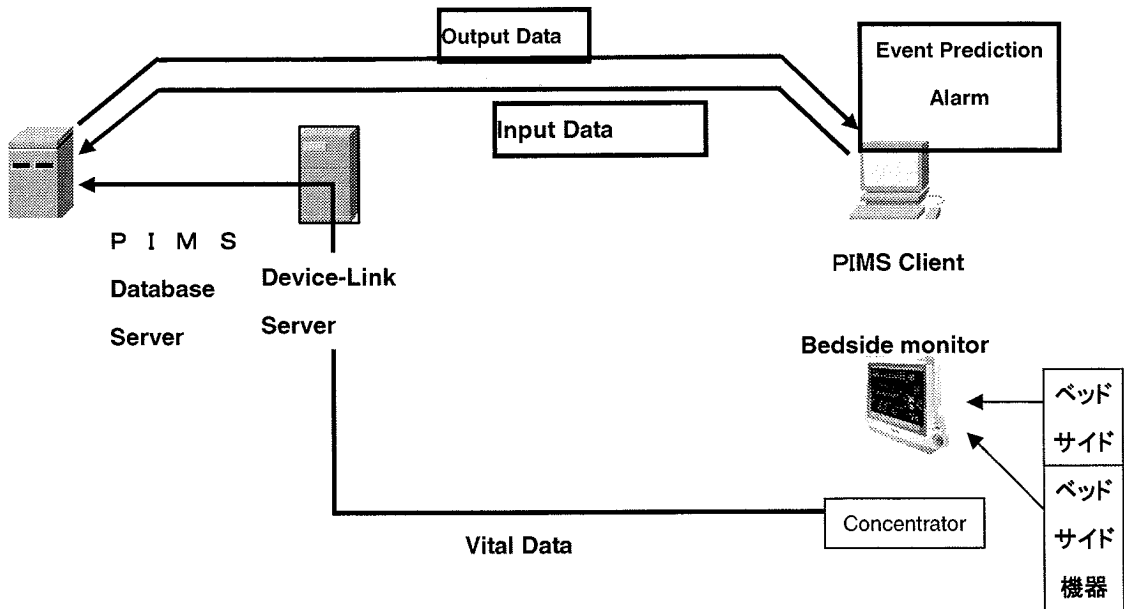 Output Data
Event Prediction
Alarm
Input Data
PIMS
Database
Server
Device-Link
Server
PIMS Client
Bedside monitor
ベッド
サイド
ベッド
サイド
機器
Concentrator
Vital Data